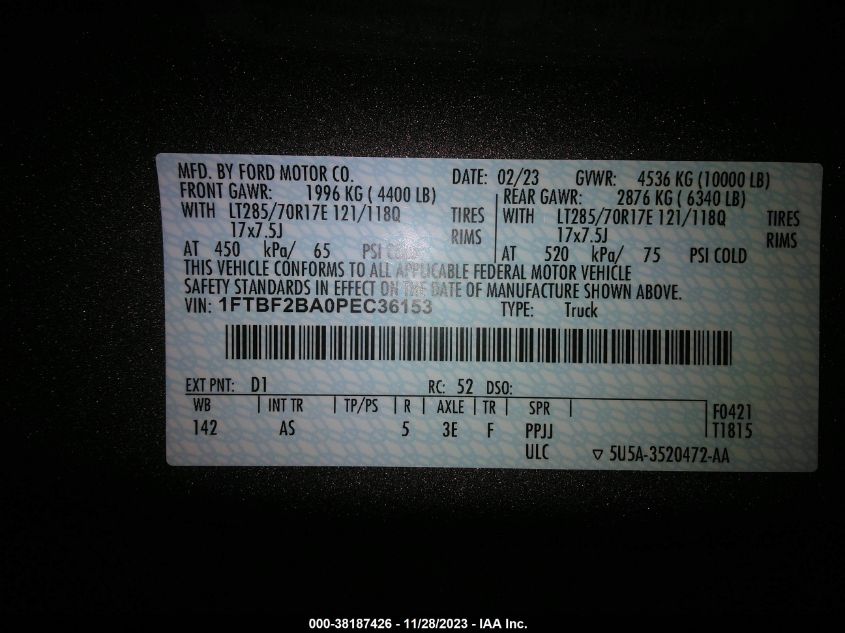 MFD. BY FORD MOTOR CO. DATE: 02/23 GVWR: 4536 KG (10000 LB)
FRONT GAWR: 1996 KG ( 4400 LB) REAR GAWR: 2876 KG ( 6340 LB)
WITH LT285/70R17E 121/118Q TIRES WITH LT285/70R17E 121/118Q TIRES
17x7.5J RIMS 17x7.5J RIMS
AT 450 kPa/ 65 PSI COLD AT 520 kPa/ 75 PSI COLD
THIS VEHICLE CONFORMS TO ALL APPLICABLE FEDERAL MOTOR VEHICLE
SAFETY STANDARDS IN EFFECT ON THE DATE OF MANUFACTURE SHOWN ABOVE.
VIN: 1FTBF2BA0PEC36153 TYPE: Truck
EXT PNT: D1 RC: 52 DSO:
WB INT TR TP/PS R AXLE TR SPR F0421
142 AS 5 3E F PPJJ T1815
ULC ▽ 5U5A-3520472-AA
000-38187426 - 11/28/2023 - IAA Inc.